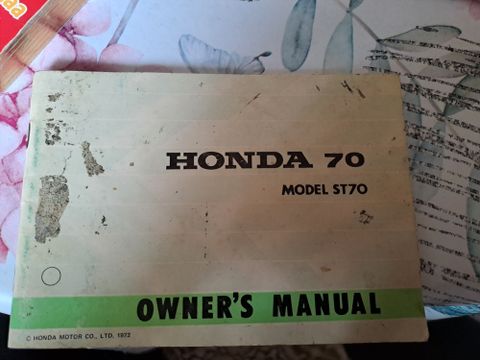 HONDA 70
MODEL ST70
OWNER'S MANUAL
© HONDA MOTOR CO., LTD. 1972